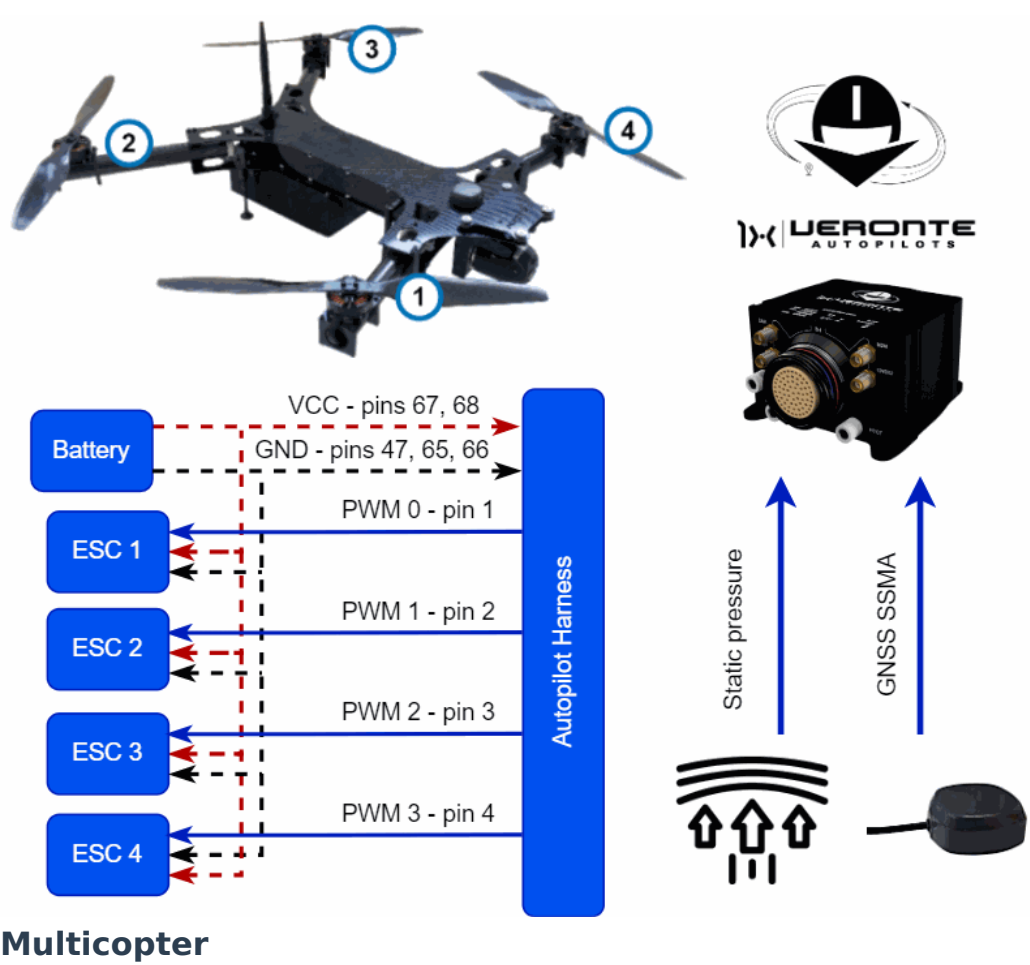 3
2
4
1
VERONTE
AUTOPILOTS
VERONTE
VCC - pins 67, 68
Battery
GND - pins 47, 65, 66
PWM 0 - pin 1
ESC 1
PWM 1 - pin 2
ESC 2
PWM 2 - pin 3
ESC 3
PWM 3 - pin 4
ESC 4
Autopilot Harness
Static pressure
GNSS SSMA
Multicopter